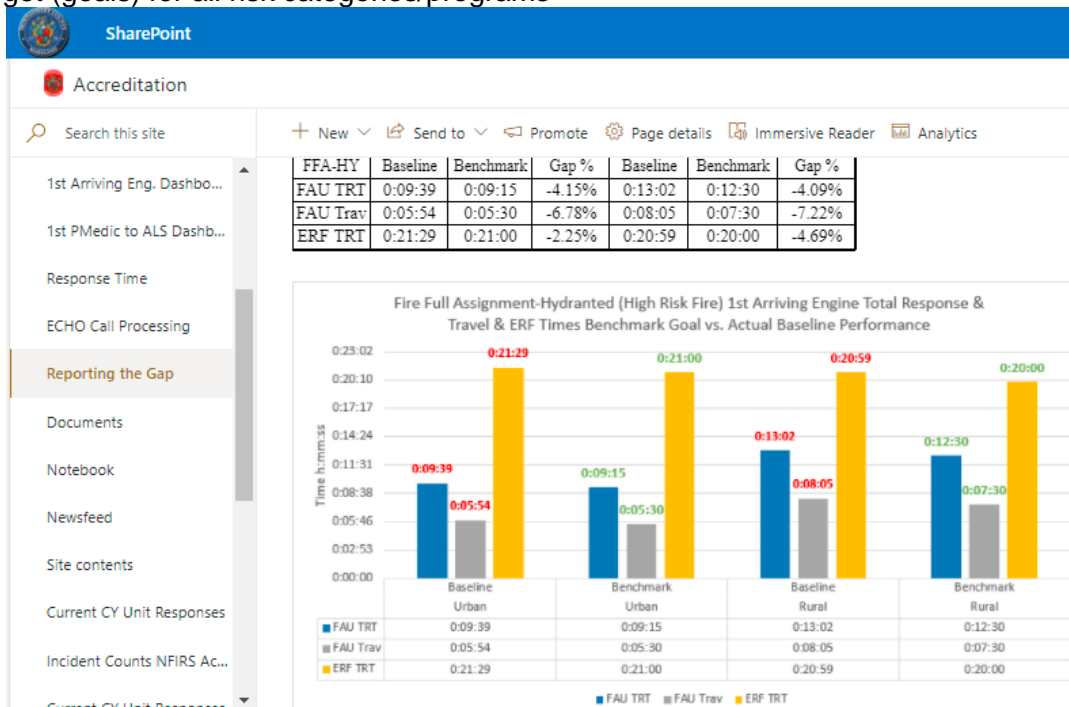 get (goals) for all risk categories/programs
SharePoint
Accreditation
Search this site
New Send to Promote Page details Immersive Reader Analytics
1st Arriving Eng. Dashbo...
1st PMedic to ALS Dashb...
Response Time
ECHO Call Processing
Reporting the Gap
Documents
Notebook
Newsfeed
Site contents
Current CY Unit Responses
Incident Counts NFIRS Ac...
Current CY Unit Responses
FFA-HY Baseline Benchmark Gap % Baseline Benchmark Gap %
FAU TRT 0:09:39 0:09:15 -4.15% 0:13:02 0:12:30 -4.09%
FAU Trav 0:05:54 0:05:30 -6.78% 0:08:05 0:07:30 -7.22%
ERF TRT 0:21:29 0:21:00 -2.25% 0:20:59 0:20:00 -4.69%
Fire Full Assignment-Hydranted (High Risk Fire) 1st Arriving Engine Total Response &
Travel & ERF Times Benchmark Goal vs. Actual Baseline Performance
Time h:mm:ss
0:23:02
0:20:10
0:17:17
0:14:24
0:11:31
0:08:38
0:05:46
0:02:53
0:00:00
0:09:39 0:05:54 0:21:29
0:09:15 0:05:30 0:21:00
0:13:02 0:08:05 0:20:59
0:12:30 0:07:30 0:20:00
Baseline Benchmark Baseline Benchmark
Urban Urban Rural Rural
FAU TRT 0:09:39 0:09:15 0:13:02 0:12:30
FAU Trav 0:05:54 0:05:30 0:08:05 0:07:30
ERF TRT 0:21:29 0:21:00 0:20:59 0:20:00
FAU TRT FAU Trav ERF TRT